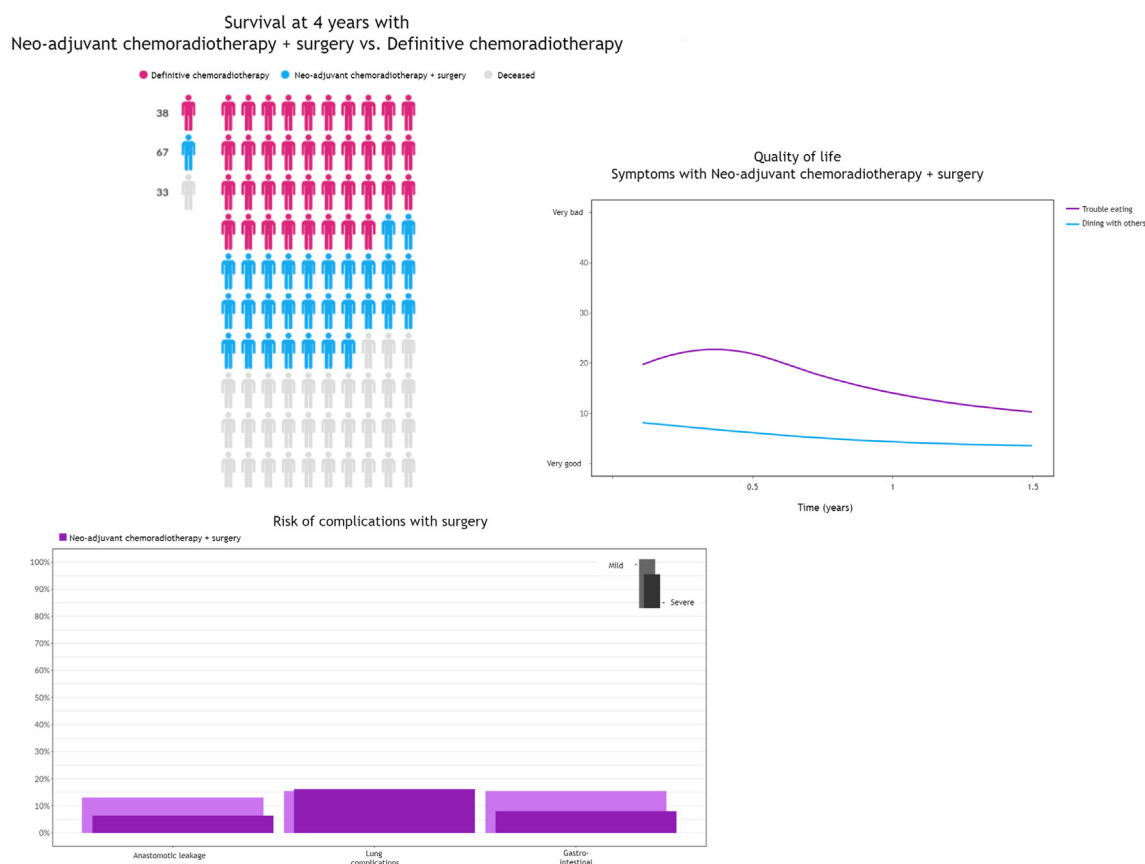 Survival at 4 years with
Neo-adjuvant chemoradiotherapy + surgery vs. Definitive chemoradiotherapy
Definitive chemoradiotherapy
Neo-adjuvant chemoradiotherapy + surgery
Deceased
38
67
33
Quality of life
Symptoms with Neo-adjuvant chemoradiotherapy + surgery
Very bad
40
30
20
10
Very good
0.5
1
1.5
Time (years)
Trouble eating
Dining with others
Risk of complications with surgery
Neo-adjuvant chemoradiotherapy + surgery
100%
90%
80%
70%
60%
50%
40%
30%
20%
10%
0%
Mild
Severe
Anastomotic leakage
Lung
complications
Gastro-
intestinal